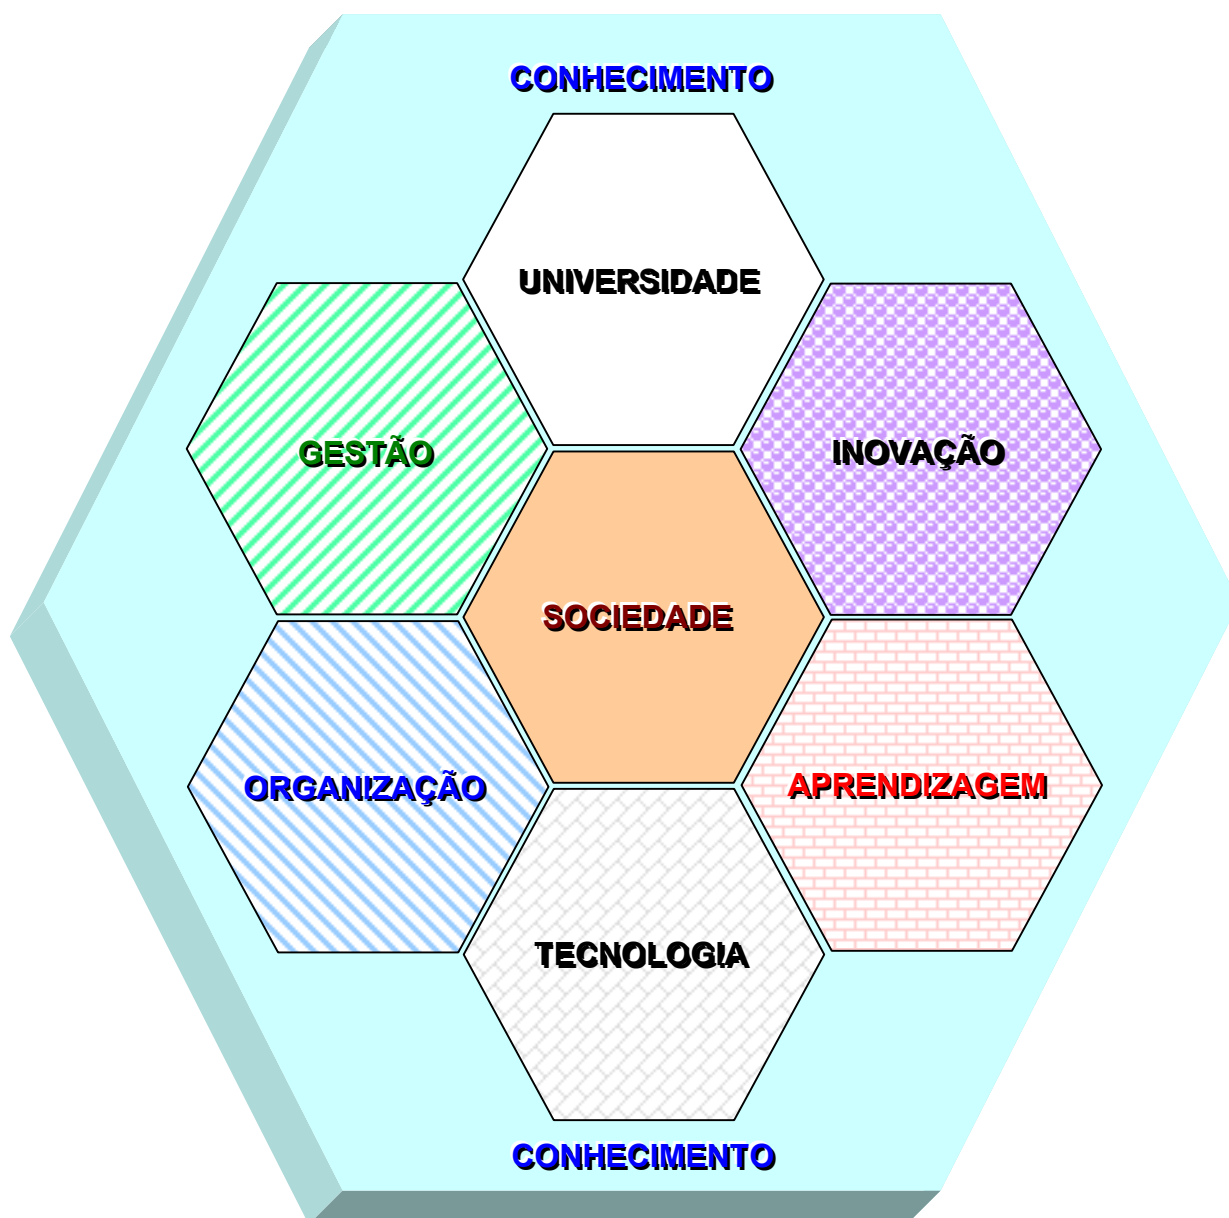 CONHECIMENTO
UNIVERSIDADE
GESTÃO
INOVAÇÃO
SOCIEDADE
ORGANIZAÇÃO
APRENDIZAGEM
TECNOLOGIA
CONHECIMENTO